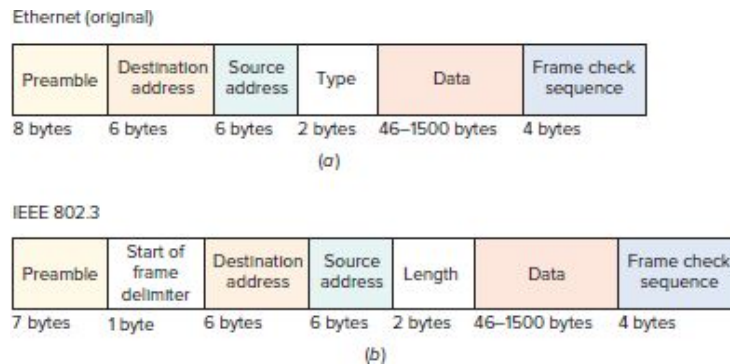 Ethernet (original)
Preamble
Destination
address
Source
address
Type
Data
Frame check
sequence
8 bytes
6 bytes
6 bytes
2 bytes
46–1500 bytes
4 bytes
(a)
IEEE 802.3
Preamble
Start of
frame
delimiter
Destination
address
Source
address
Length
Data
Frame check
sequence
7 bytes
1 byte
6 bytes
6 bytes
2 bytes
46–1500 bytes
4 bytes
(b)